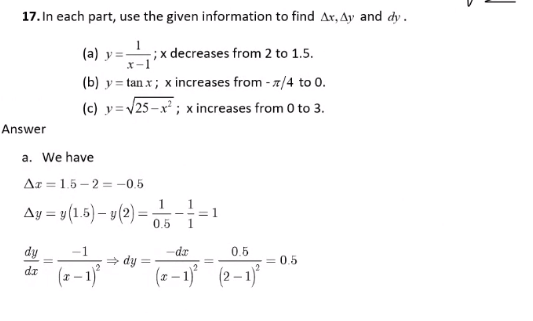 17. In each part, use the given information to find Δx, Δy and dy.
(a) y = 1/(x−1); x decreases from 2 to 1.5.
(b) y = tan x; x increases from -π/4 to 0.
(c) y = √(25−x²); x increases from 0 to 3.
Answer
a. We have
Δx = 1.5 − 2 = −0.5
Δy = y(1.5) − y(2) = 1/0.5 − 1/1 = 1
dy/dx = −1/(x−1)² ⇒ dy = −dx/(x−1)² = 0.5/(2−1)² = 0.5